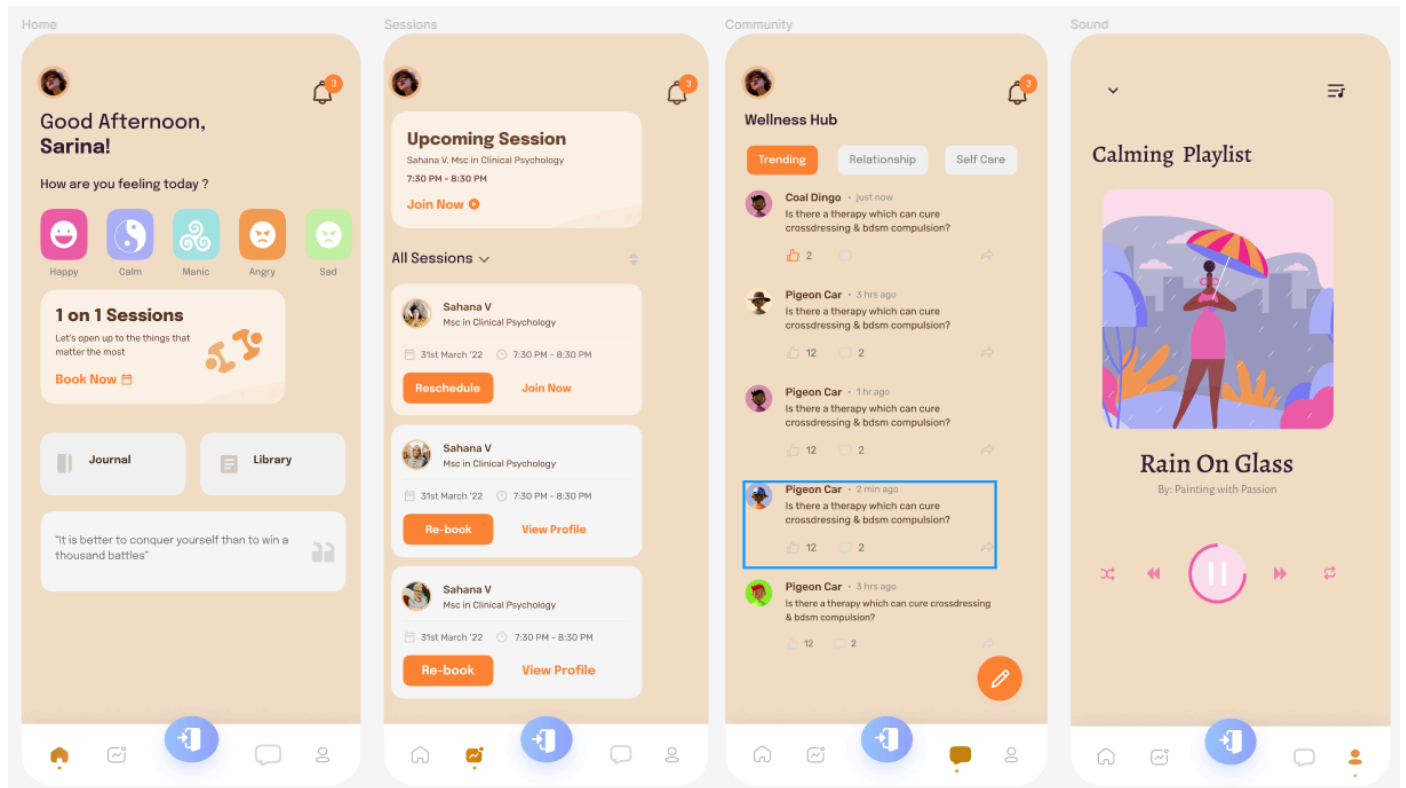 Home
3
Good Afternoon,
Sarina!
How are you feeling today ?
Happy
Calm
Manic
Angry
Sad
1 on 1 Sessions
Let's open up to the things that
matter the most
Book Now
Journal
Library
"It is better to conquer yourself than to win a
thousand battles"
Sessions
3
Upcoming Session
Sahana V, Msc in Clinical Psychology
7:30 PM - 8:30 PM
Join Now
All Sessions
Sahana V
Msc in Clinical Psychology
31st March '22
7:30 PM - 8:30 PM
Reschedule
Join Now
Sahana V
Msc in Clinical Psychology
31st March '22
7:30 PM - 8:30 PM
Re-book
View Profile
Sahana V
Msc in Clinical Psychology
31st March '22
7:30 PM - 8:30 PM
Re-book
View Profile
Community
3
Wellness Hub
Trending
Relationship
Self Care
Coal Dingo • just now
Is there a therapy which can cure
crossdressing & bdsm compulsion?
2
Pigeon Car • 3 hrs ago
Is there a therapy which can cure
crossdressing & bdsm compulsion?
12 2
Pigeon Car • 1 hr ago
Is there a therapy which can cure
crossdressing & bdsm compulsion?
12 2
Pigeon Car • 2 min ago
Is there a therapy which can cure
crossdressing & bdsm compulsion?
12 2
Pigeon Car • 3 hrs ago
Is there a therapy which can cure crossdressing
& bdsm compulsion?
12 2
Sound
Calming Playlist
Rain On Glass
By: Painting with Passion